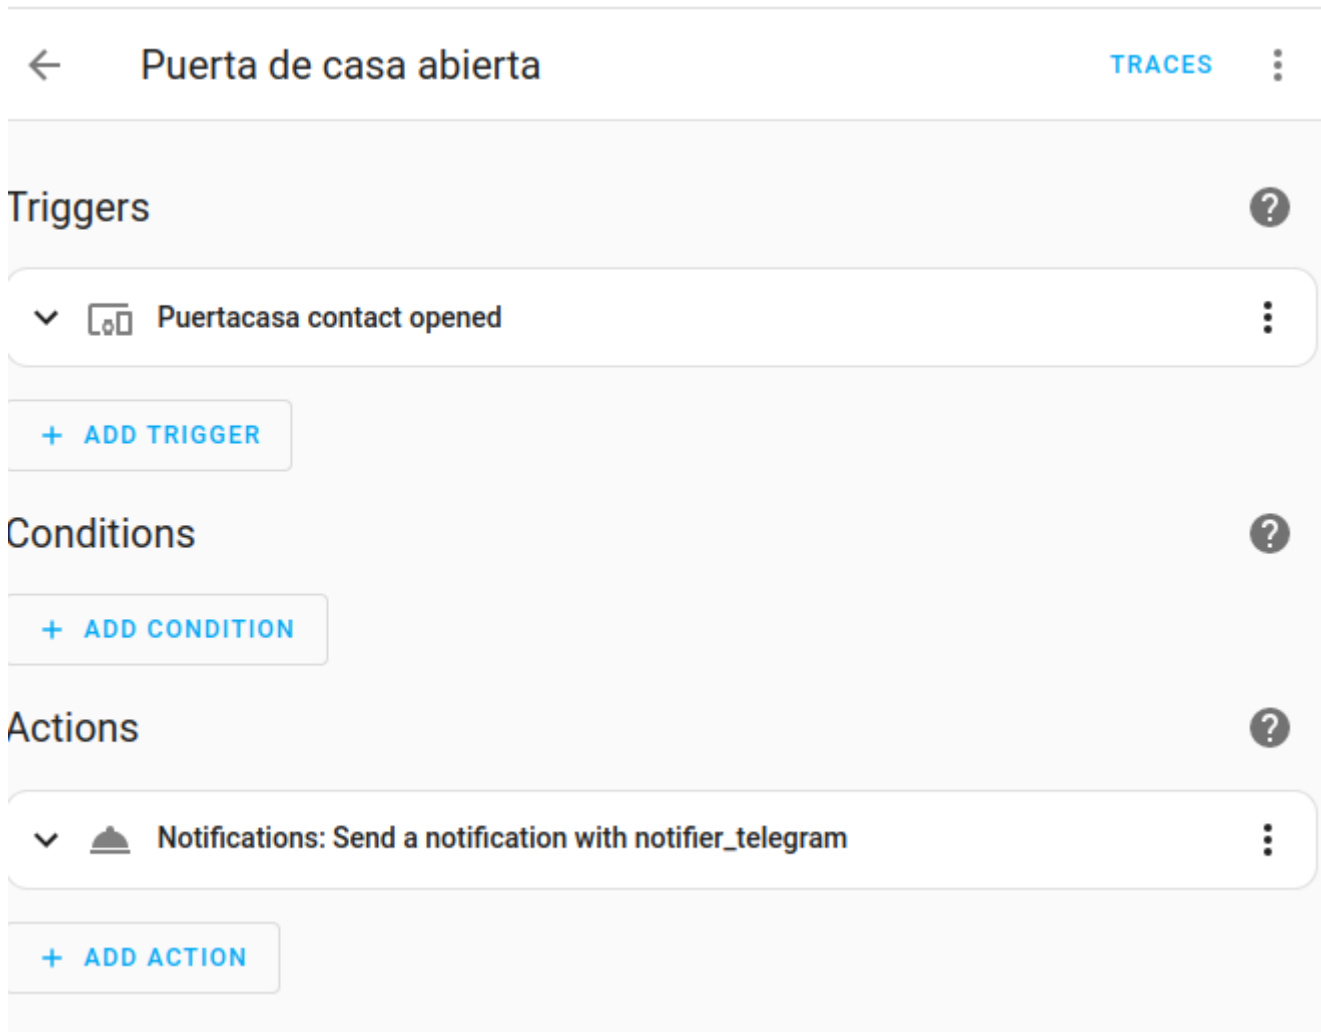 Puerta de casa abierta
TRACES
Triggers
Puertacasa contact opened
+ ADD TRIGGER
Conditions
+ ADD CONDITION
Actions
Notifications: Send a notification with notifier_telegram
+ ADD ACTION